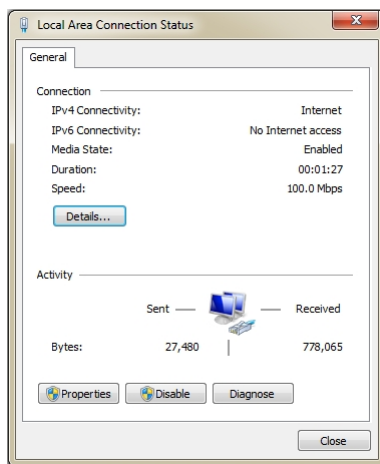 Local Area Connection Status
General
Connection
IPv4 Connectivity: Internet
IPv6 Connectivity: No Internet access
Media State: Enabled
Duration: 00:01:27
Speed: 100.0 Mbps
Details...
Activity
Sent Received
Bytes: 27,480 778,065
Properties Disable Diagnose
Close